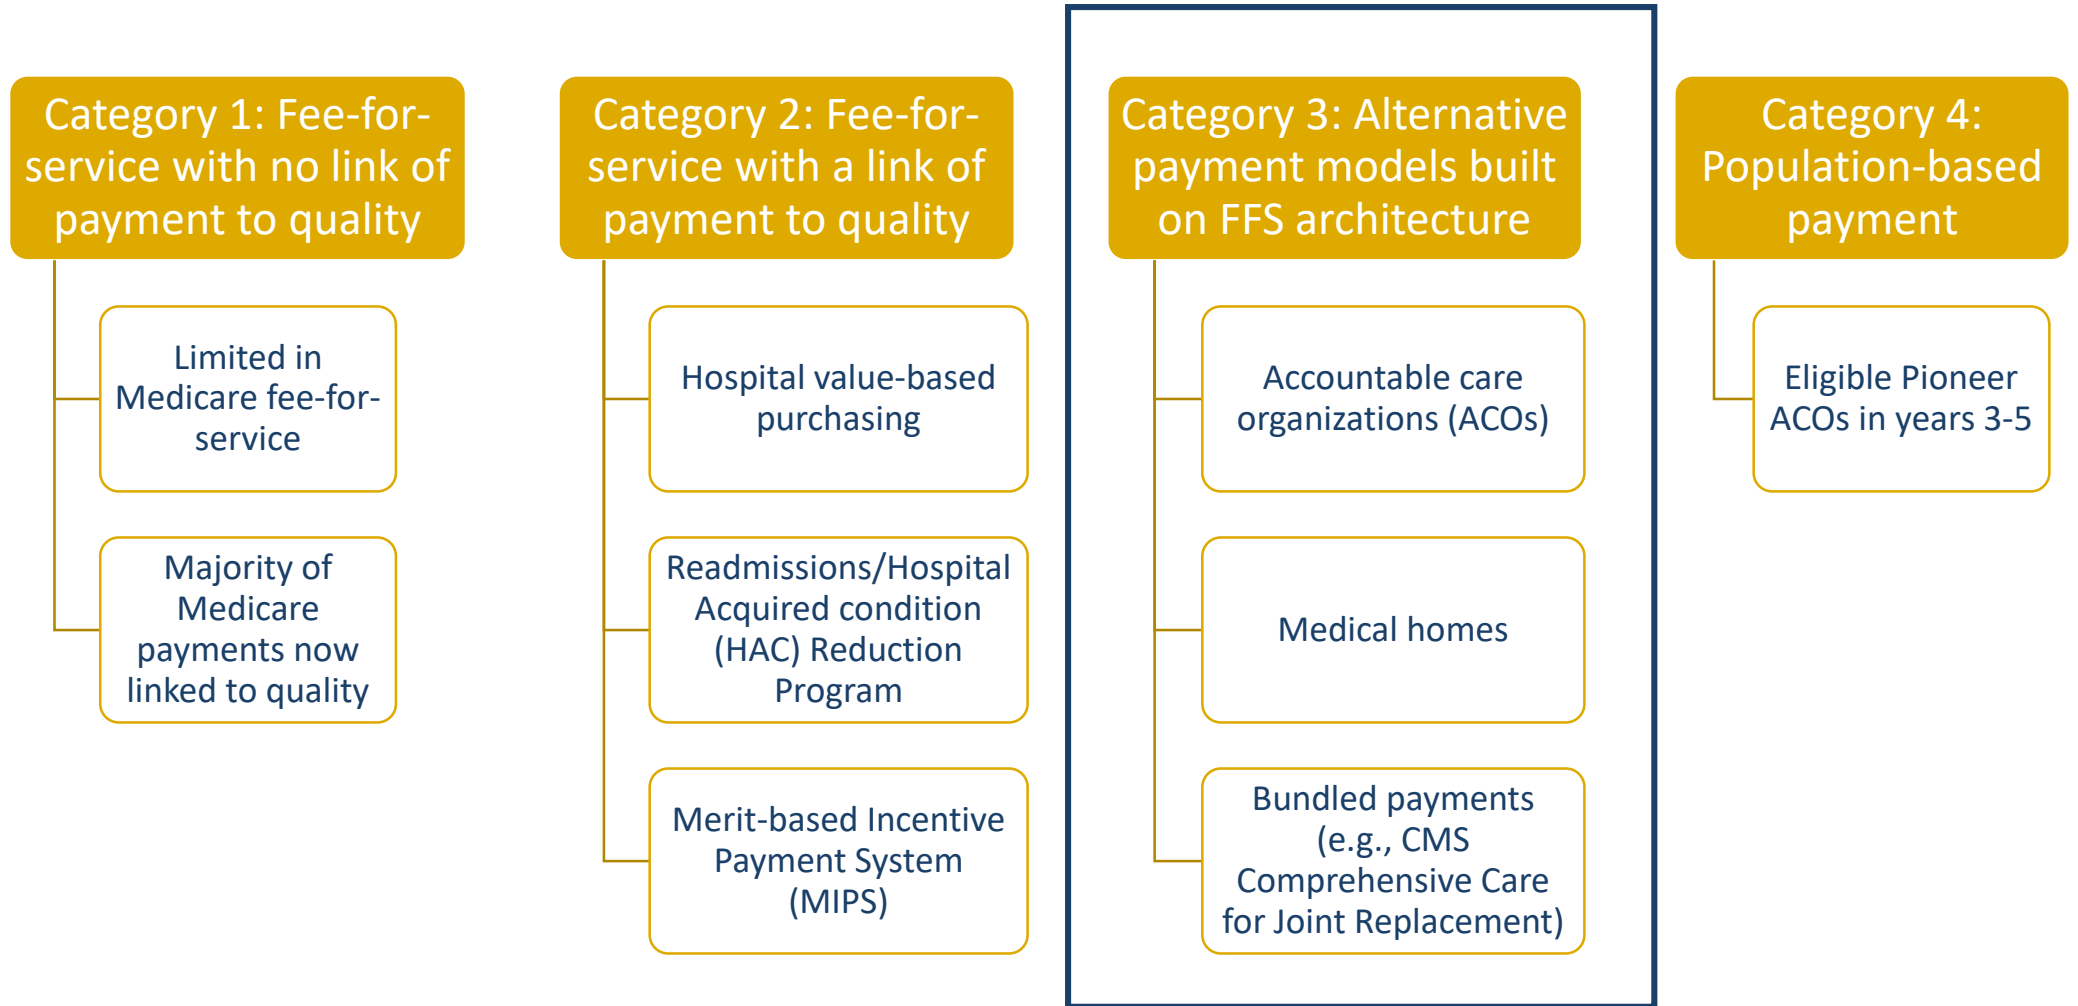 Category 1: Fee-for-
service with no link of
payment to quality
Limited in
Medicare fee-for-
service
Majority of
Medicare
payments now
linked to quality
Category 2: Fee-for-
service with a link of
payment to quality
Hospital value-based
purchasing
Readmissions/Hospital
Acquired condition
(HAC) Reduction
Program
Merit-based Incentive
Payment System
(MIPS)
Category 3: Alternative
payment models built
on FFS architecture
Accountable care
organizations (ACOs)
Medical homes
Bundled payments
(e.g., CMS
Comprehensive Care
for Joint Replacement)
Category 4:
Population-based
payment
Eligible Pioneer
ACOs in years 3-5